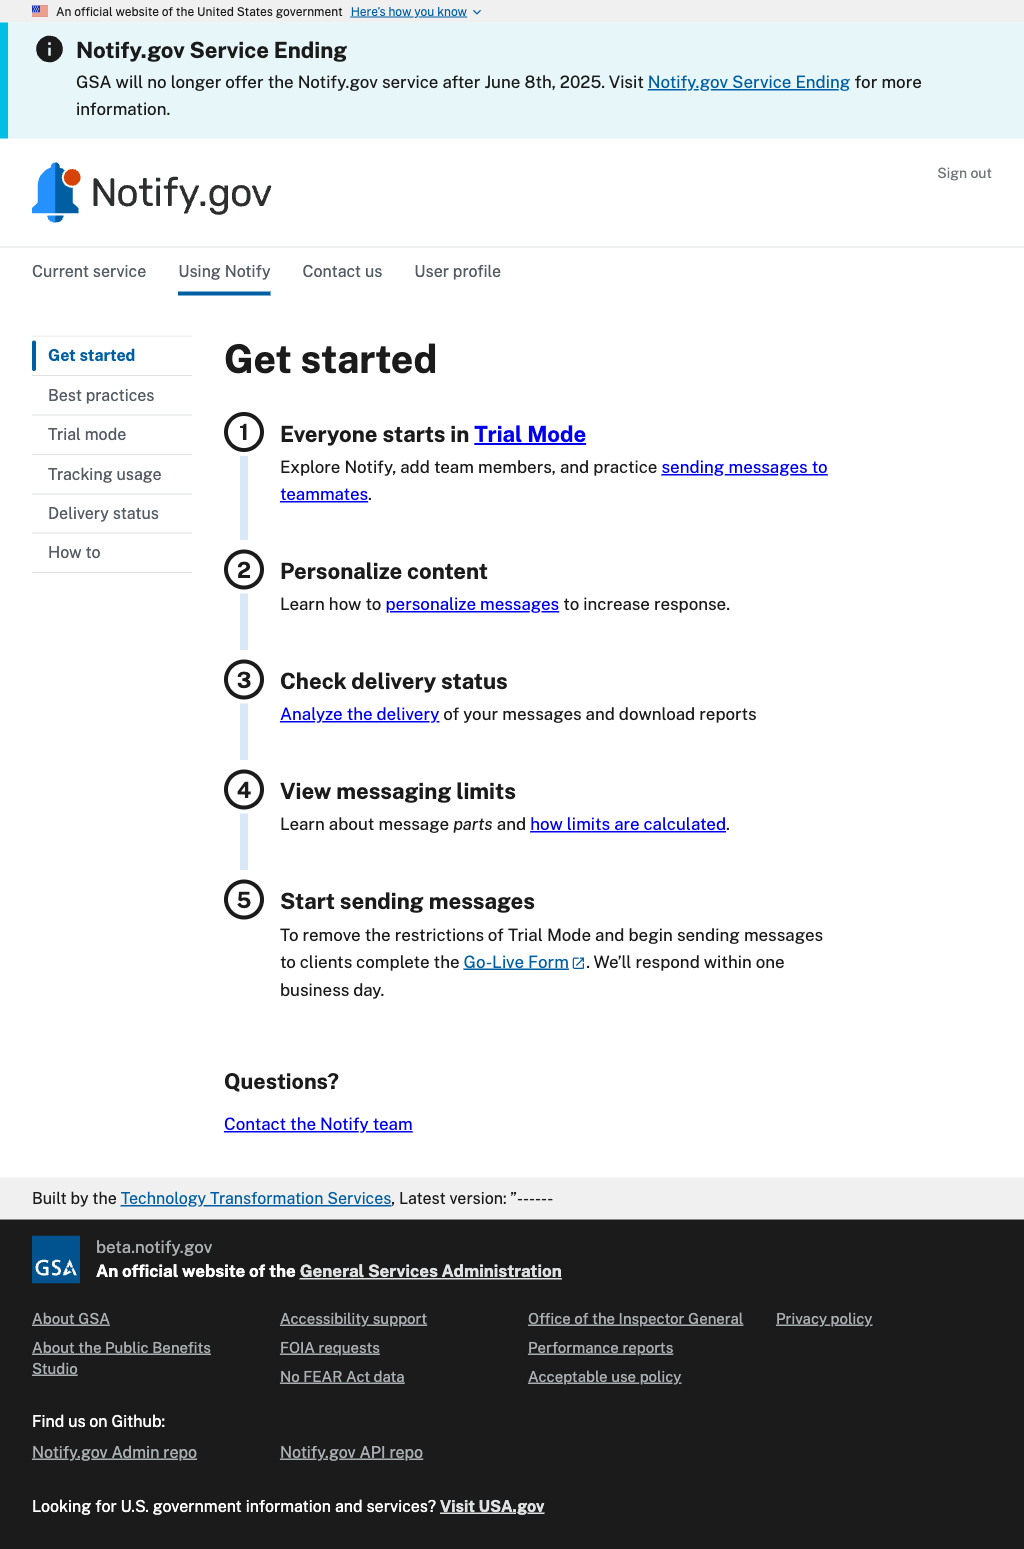 An official website of the United States government Here's how you know
Notify.gov Service Ending
GSA will no longer offer the Notify.gov service after June 8th, 2025. Visit Notify.gov Service Ending for more
information.
Notify.gov
Sign out
Current service Using Notify Contact us User profile
Get started
Best practices
Trial mode
Tracking usage
Delivery status
How to
Get started
1 Everyone starts in Trial Mode
Explore Notify, add team members, and practice sending messages to
teammates.
2 Personalize content
Learn how to personalize messages to increase response.
3 Check delivery status
Analyze the delivery of your messages and download reports
4 View messaging limits
Learn about message parts and how limits are calculated.
5 Start sending messages
To remove the restrictions of Trial Mode and begin sending messages
to clients complete the Go-Live Form. We’ll respond within one
business day.
Questions?
Contact the Notify team
Built by the Technology Transformation Services, Latest version: ”------
GSA
beta.notify.gov
An official website of the General Services Administration
About GSA
About the Public Benefits
Studio
Accessibility support
FOIA requests
No FEAR Act data
Office of the Inspector General
Performance reports
Acceptable use policy
Privacy policy
Find us on Github:
Notify.gov Admin repo Notify.gov API repo
Looking for U.S. government information and services? Visit USA.gov